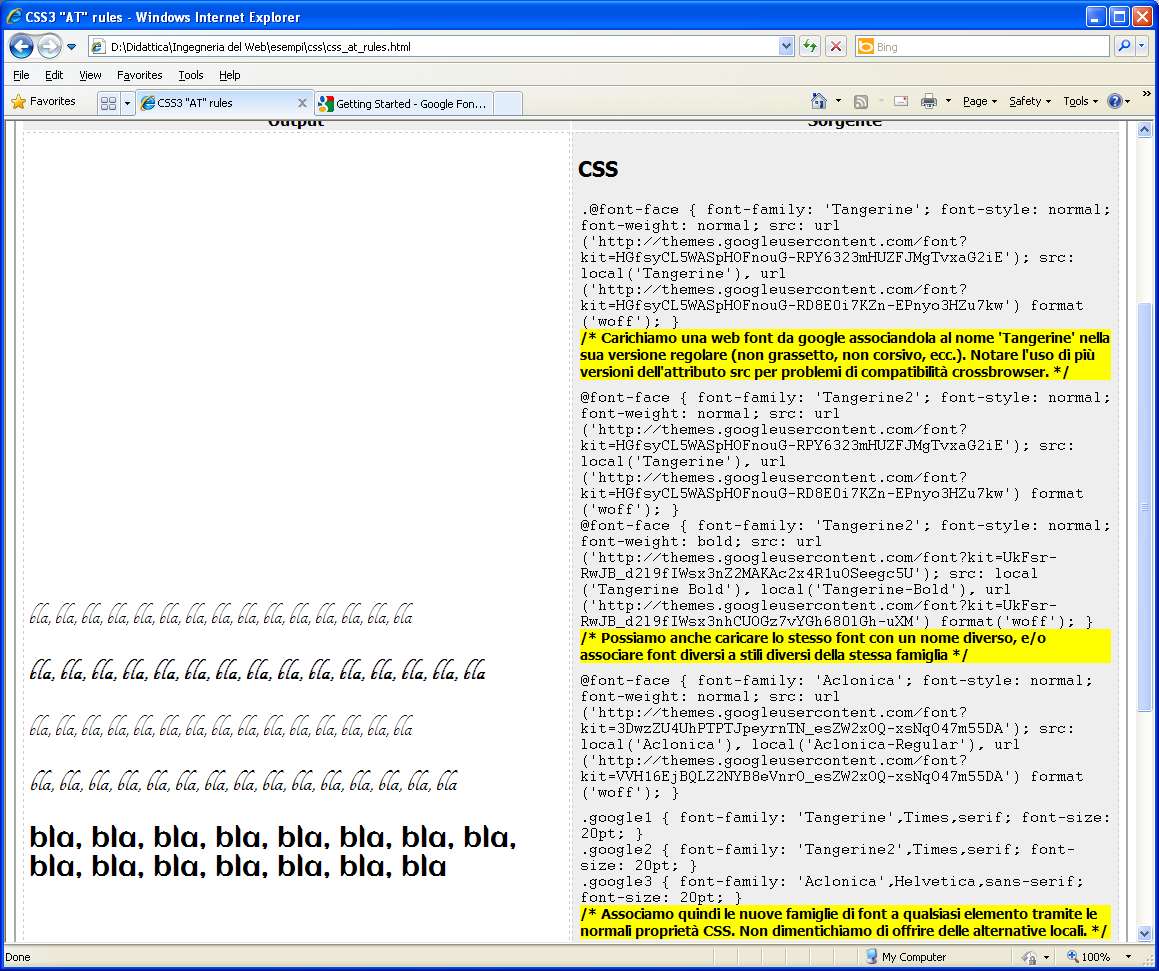 CSS3 "AT" rules - Windows Internet Explorer
D:\Didattica\Ingegneria del Web\esempi\css\css_at_rules.html
Bing
File Edit View Favorites Tools Help
Favorites
CSS3 "AT" rules
Getting Started - Google Fon...
Page Safety Tools
Output
Sorgente
bla, bla, bla, bla, bla, bla, bla, bla, bla, bla, bla, bla, bla, bla, bla
bla, bla, bla, bla, bla, bla, bla, bla, bla, bla, bla, bla, bla, bla, bla
bla, bla, bla, bla, bla, bla, bla, bla, bla, bla, bla, bla, bla, bla, bla
bla, bla, bla, bla, bla, bla, bla, bla, bla, bla, bla, bla, bla, bla, bla
bla, bla, bla, bla, bla, bla, bla, bla,
bla, bla, bla, bla, bla, bla, bla
CSS
.@font-face { font-family: 'Tangerine'; font-style: normal;
font-weight: normal; src: url
('http://themes.googleusercontent.com/font?
kit=HGfsyCL5WASpHOFnouG-RPY6323mHUZFJMgTvxaG2iE'); src:
local('Tangerine'), url
('http://themes.googleusercontent.com/font?
kit=HGfsyCL5WASpHOFnouG-RD8E0i7KZn-EPnyo3HZu7kw') format
('woff'); }
/* Carichiamo una web font da google associandola al nome 'Tangerine' nella
sua versione regolare (non grassetto, non corsivo, ecc.). Notare l'uso di più
versioni dell'attributo src per problemi di compatibilità crossbrowser. */
@font-face { font-family: 'Tangerine2'; font-style: normal;
font-weight: normal; src: url
('http://themes.googleusercontent.com/font?
kit=HGfsyCL5WASpHOFnouG-RPY6323mHUZFJMgTvxaG2iE'); src:
local('Tangerine'), url
('http://themes.googleusercontent.com/font?
kit=HGfsyCL5WASpHOFnouG-RD8E0i7KZn-EPnyo3HZu7kw') format
('woff'); }
@font-face { font-family: 'Tangerine2'; font-style: normal;
font-weight: bold; src: url
('http://themes.googleusercontent.com/font?kit=UkFsr-
RwJB_d2l9fIWsx3nZ2MAKAc2x4R1uOSeegc5U'); src: local
('Tangerine Bold'), local('Tangerine-Bold'), url
('http://themes.googleusercontent.com/font?kit=UkFsr-
RwJB_d2l9fIWsx3nhCUOGz7vYGh680lGh-uXM') format('woff'); }
/* Possiamo anche caricare lo stesso font con un nome diverso, e/o
associare font diversi a stili diversi della stessa famiglia */
@font-face { font-family: 'Aclonica'; font-style: normal;
font-weight: normal; src: url
('http://themes.googleusercontent.com/font?
kit=3DwzZU4UhPTPTJpeyrnTN_esZW2xOQ-xsNqO47m55DA'); src:
local('Aclonica'), local('Aclonica-Regular'), url
('http://themes.googleusercontent.com/font?
kit=VVH16EjBQLZ2NYB8eVnrO_esZW2xOQ-xsNqO47m55DA') format
('woff'); }
.google1 { font-family: 'Tangerine',Times,serif; font-size:
20pt; }
.google2 { font-family: 'Tangerine2',Times,serif; font-
size: 20pt; }
.google3 { font-family: 'Aclonica',Helvetica,sans-serif;
font-size: 20pt; }
/* Associamo quindi le nuove famiglie di font a qualsiasi elemento tramite le
normali proprietà CSS. Non dimentichiamo di offrire delle alternative locali. */
Done
My Computer
100%